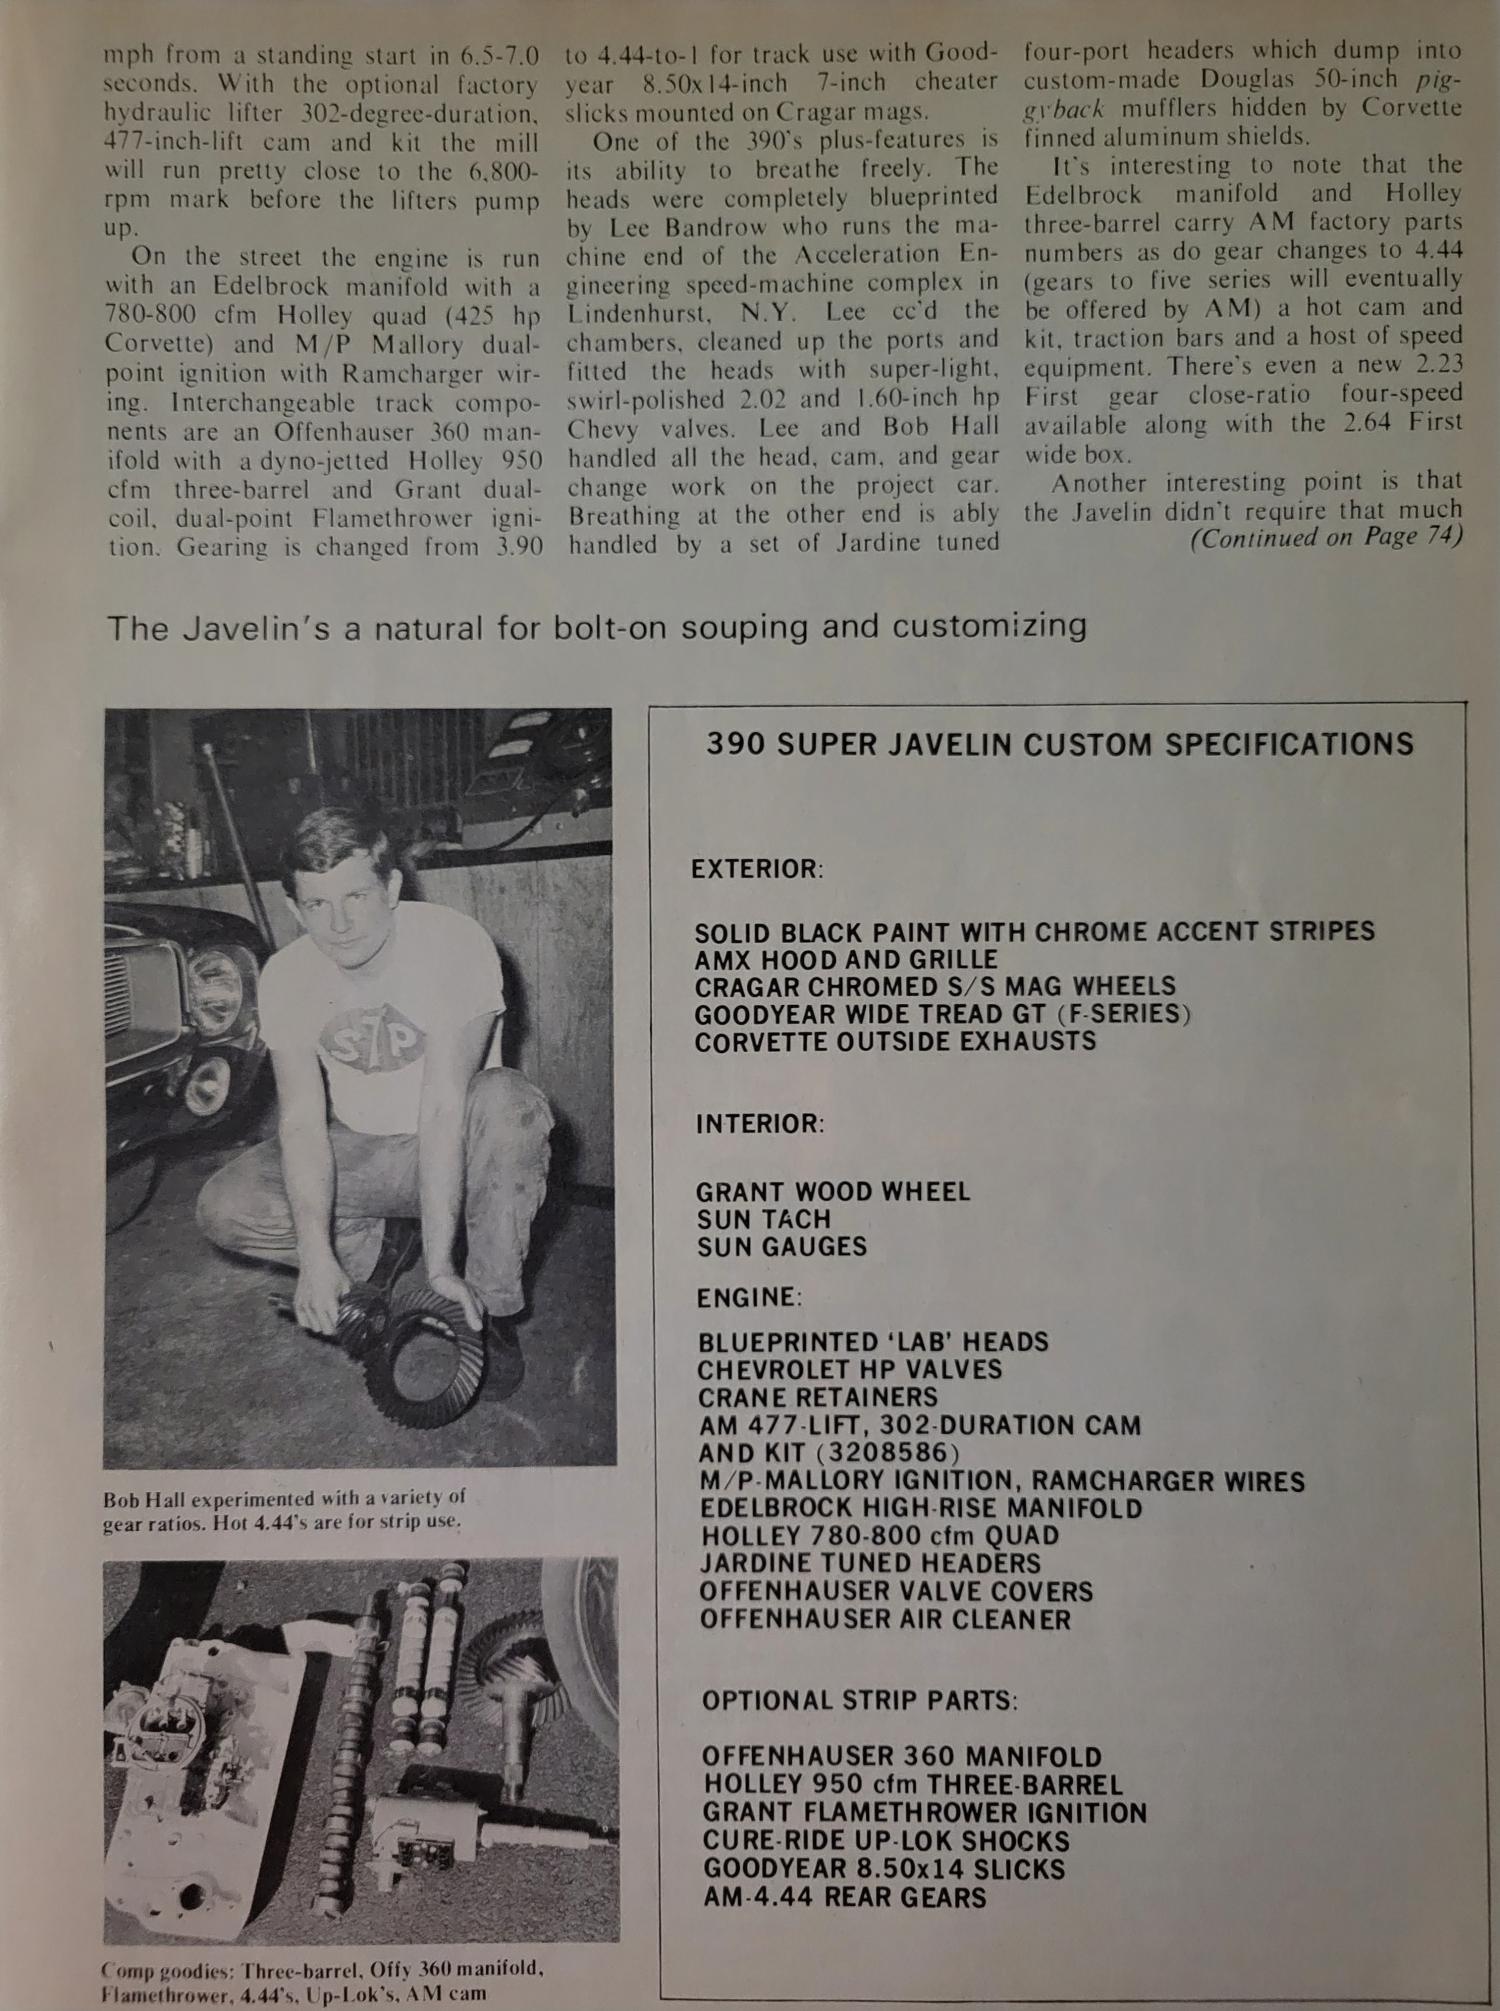 mph from a standing start in 6.5-7.0
seconds. With the optional factory
hydraulic lifter 302-degree-duration,
477-inch-lift cam and kit the mill
will run pretty close to the 6,800-
rpm mark before the lifters pump
up.
On the street the engine is run
with an Edelbrock manifold with a
780-800 cfm Holley quad (425 hp
Corvette) and M/P Mallory dual-
point ignition with Ramcharger wir-
ing. Interchangeable track compo-
nents are an Offenhauser 360 man-
ifold with a dyno-jetted Holley 950
cfm three-barrel and Grant dual-
coil, dual-point Flamethrower igni-
tion. Gearing is changed from 3.90
to 4.44-to-1 for track use with Good-
year 8.50x14-inch 7-inch cheater
slicks mounted on Cragar mags.
One of the 390's plus-features is
its ability to breathe freely. The
heads were completely blueprinted
by Lee Bandrow who runs the ma-
chine end of the Acceleration En-
gineering speed-machine complex in
Lindenhurst, N.Y. Lee cc'd the
chambers, cleaned up the ports and
fitted the heads with super-light,
swirl-polished 2.02 and 1.60-inch hp
Chevy valves. Lee and Bob Hall
handled all the head, cam, and gear
change work on the project car.
Breathing at the other end is ably
handled by a set of Jardine tuned
four-port headers which dump into
custom-made Douglas 50-inch pig-
gyback mufflers hidden by Corvette
finned aluminum shields.
It's interesting to note that the
Edelbrock manifold and Holley
three-barrel carry AM factory parts
numbers as do gear changes to 4.44
(gears to five series will eventually
be offered by AM) a hot cam and
kit, traction bars and a host of speed
equipment. There's even a new 2.23
First gear close-ratio four-speed
available along with the 2.64 First
wide box.
Another interesting point is that
the Javelin didn't require that much
(Continued on Page 74)
The Javelin's a natural for bolt-on souping and customizing
STP
Bob Hall experimented with a variety of
gear ratios. Hot 4.44's are for strip use.
Comp goodies: Three-barrel, Offy 360 manifold,
Flamethrower, 4.44's, Up-Lok's, AM cam
390 SUPER JAVELIN CUSTOM SPECIFICATIONS
EXTERIOR:
SOLID BLACK PAINT WITH CHROME ACCENT STRIPES
AMX HOOD AND GRILLE
CRAGAR CHROMED S/S MAG WHEELS
GOODYEAR WIDE TREAD GT (F-SERIES)
CORVETTE OUTSIDE EXHAUSTS
INTERIOR:
GRANT WOOD WHEEL
SUN TACH
SUN GAUGES
ENGINE:
BLUEPRINTED ‘LAB’ HEADS
CHEVROLET HP VALVES
CRANE RETAINERS
AM 477-LIFT, 302-DURATION CAM
AND KIT (3208586)
M/P-MALLORY IGNITION, RAMCHARGER WIRES
EDELBROCK HIGH-RISE MANIFOLD
HOLLEY 780-800 cfm QUAD
JARDINE TUNED HEADERS
OFFENHAUSER VALVE COVERS
OFFENHAUSER AIR CLEANER
OPTIONAL STRIP PARTS:
OFFENHAUSER 360 MANIFOLD
HOLLEY 950 cfm THREE-BARREL
GRANT FLAMETHROWER IGNITION
CURE-RIDE UP-LOK SHOCKS
GOODYEAR 8.50x14 SLICKS
AM-4.44 REAR GEARS